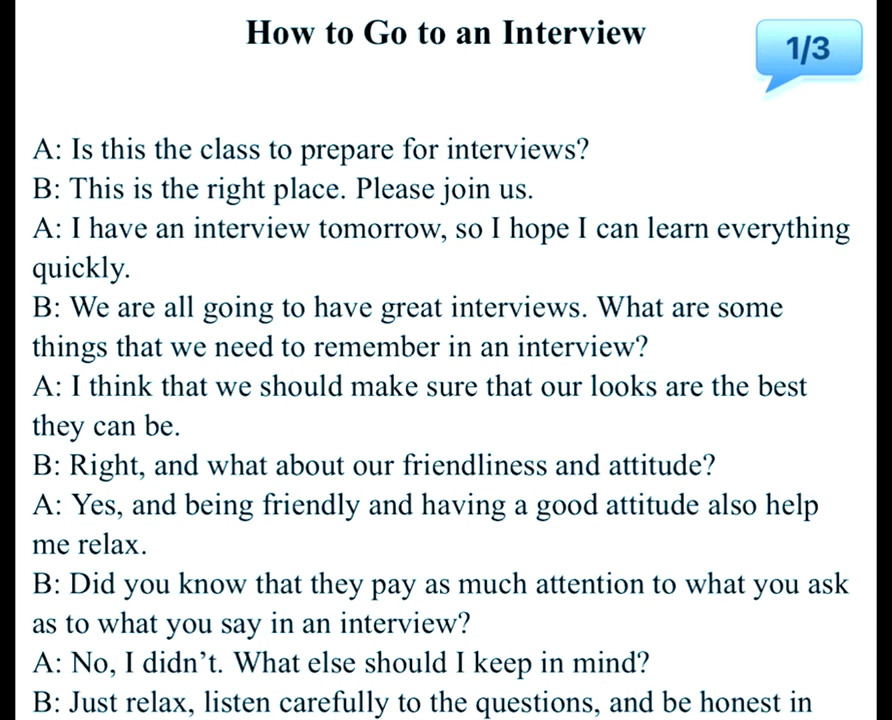 How to Go to an Interview
1/3
A: Is this the class to prepare for interviews?
B: This is the right place. Please join us.
A: I have an interview tomorrow, so I hope I can learn everything
quickly.
B: We are all going to have great interviews. What are some
things that we need to remember in an interview?
A: I think that we should make sure that our looks are the best
they can be.
B: Right, and what about our friendliness and attitude?
A: Yes, and being friendly and having a good attitude also help
me relax.
B: Did you know that they pay as much attention to what you ask
as to what you say in an interview?
A: No, I didn’t. What else should I keep in mind?
B: Just relax, listen carefully to the questions, and be honest in